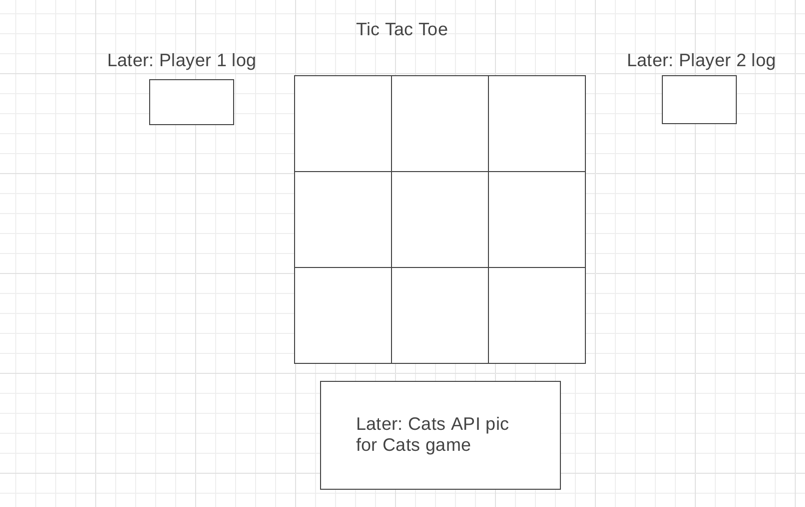 Tic Tac Toe
Later: Player 1 log
Later: Player 2 log
Later: Cats API pic
for Cats game